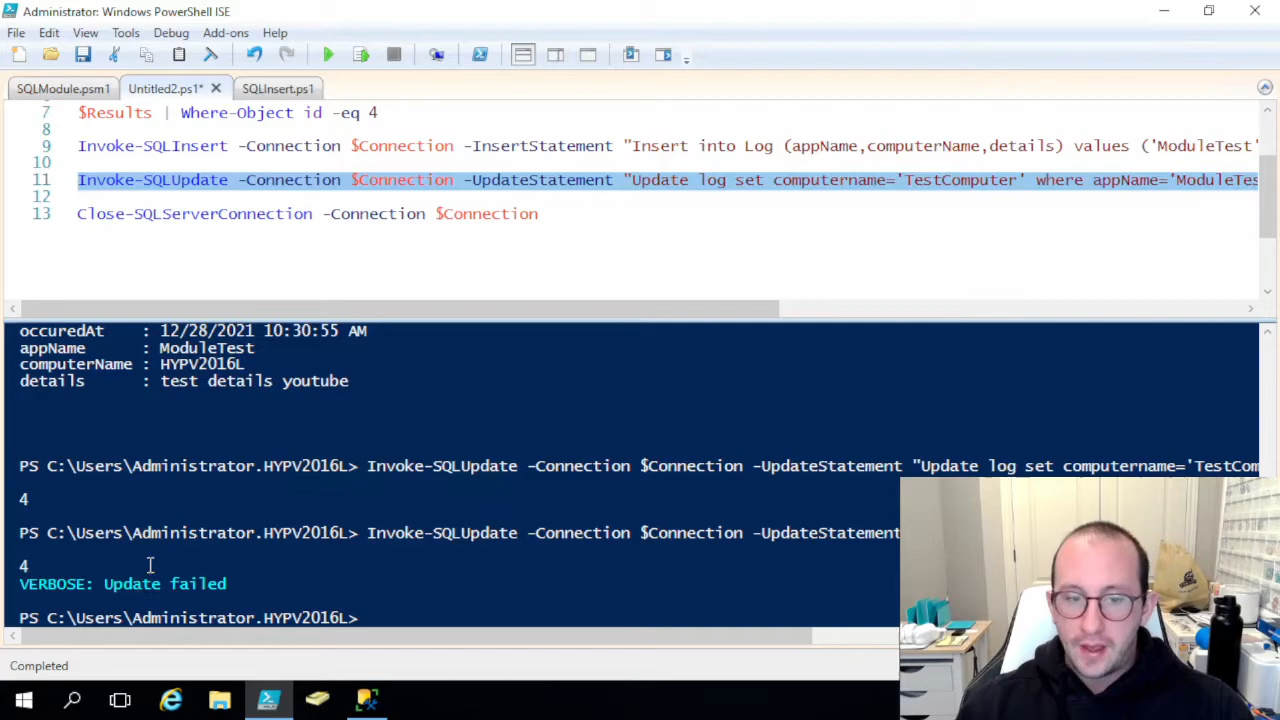 Administrator: Windows PowerShell ISE
File Edit View Tools Debug Add-ons Help
SQLModule.psm1 Untitled2.ps1* SQLInsert.ps1
7 $Results | Where-Object id -eq 4
8
9 Invoke-SQLInsert -Connection $Connection -InsertStatement "Insert into Log (appName,computerName,details) values ('ModuleTest'
10
11 Invoke-SQLUpdate -Connection $Connection -UpdateStatement "Update log set computername='TestComputer' where appName='ModuleTes
12
13 Close-SQLServerConnection -Connection $Connection
occuredAt : 12/28/2021 10:30:55 AM
appName : ModuleTest
computerName : HYPV2016L
details : test details youtube
PS C:\Users\Administrator.HYPV2016L> Invoke-SQLUpdate -Connection $Connection -UpdateStatement "Update log set computername='TestCom
4
PS C:\Users\Administrator.HYPV2016L> Invoke-SQLUpdate -Connection $Connection -UpdateStatement
4
VERBOSE: Update failed
PS C:\Users\Administrator.HYPV2016L>
Completed